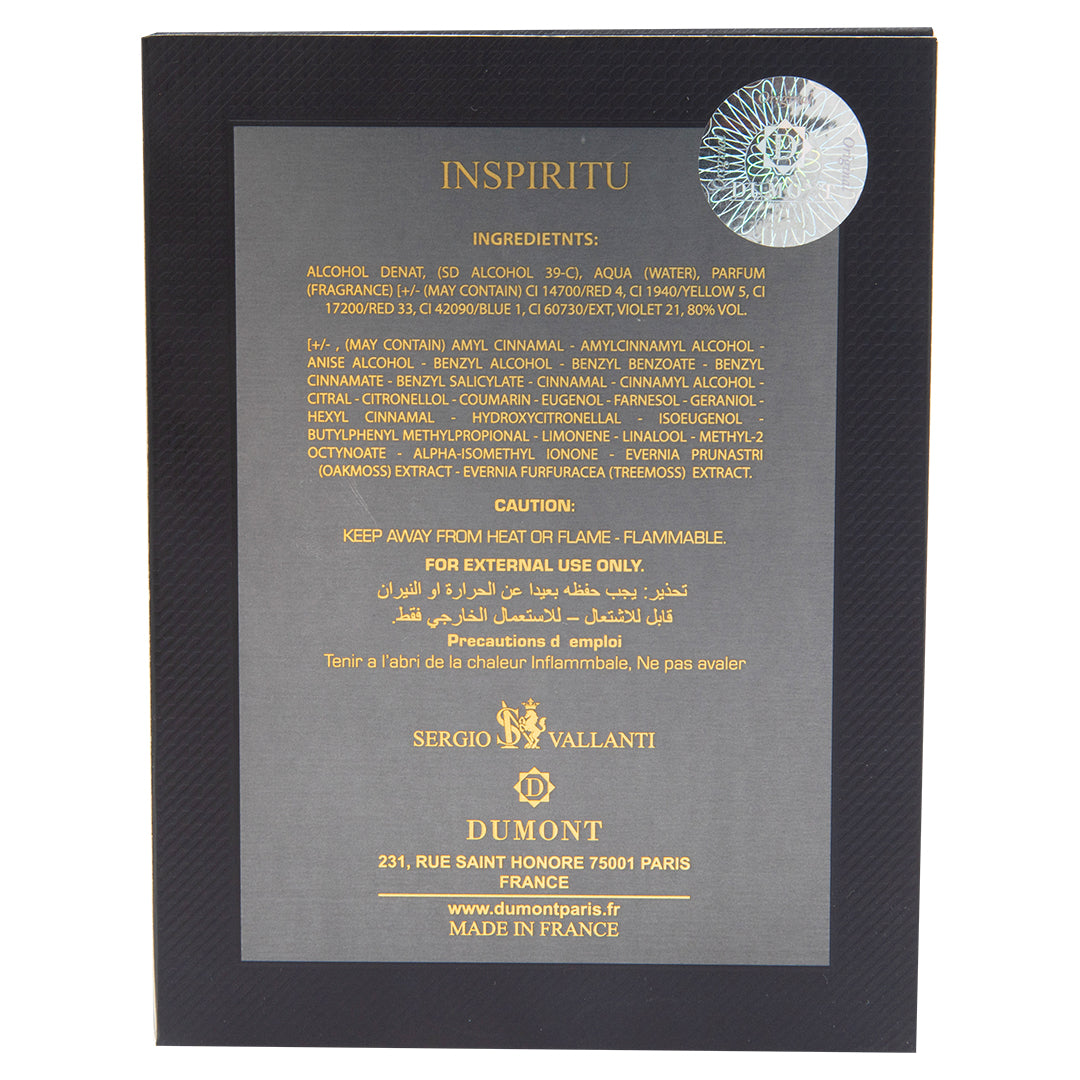 Original
Original
Original
D
DUMONT
INSPIRITU
INGREDIETNTS:
ALCOHOL DENAT, (SD ALCOHOL 39-C), AQUA (WATER), PARFUM
(FRAGRANCE) [+/- (MAY CONTAIN) CI 14700/RED 4, CI 1940/YELLOW 5, CI
17200/RED 33, CI 42090/BLUE 1, CI 60730/EXT, VIOLET 21, 80% VOL.
[+/- , (MAY CONTAIN) AMYL CINNAMAL - AMYLCINNAMYL ALCOHOL -
ANISE ALCOHOL - BENZYL ALCOHOL - BENZYL BENZOATE - BENZYL
CINNAMATE - BENZYL SALICYLATE - CINNAMAL - CINNAMYL ALCOHOL -
CITRAL - CITRONELLOL - COUMARIN - EUGENOL - FARNESOL - GERANIOL -
HEXYL CINNAMAL - HYDROXYCITRONELLAL - ISOEUGENOL -
BUTYLPHENYL METHYLPROPIONAL - LIMONENE - LINALOOL - METHYL-2
OCTYNOATE - ALPHA-ISOMETHYL IONONE - EVERNIA PRUNASTRI
(OAKMOSS) EXTRACT - EVERNIA FURFURACEA (TREEMOSS) EXTRACT.
CAUTION:
KEEP AWAY FROM HEAT OR FLAME - FLAMMABLE.
FOR EXTERNAL USE ONLY.
تحذير: يجب حفظه بعيدا عن الحرارة او النيران
قابل للاشتعال – للاستعمال الخارجي فقط.
Precautions d emploi
Tenir a l'abri de la chaleur Inflammbale, Ne pas avaler
SERGIO SV VALLANTI
D
DUMONT
231, RUE SAINT HONORE 75001 PARIS
FRANCE
www.dumontparis.fr
MADE IN FRANCE